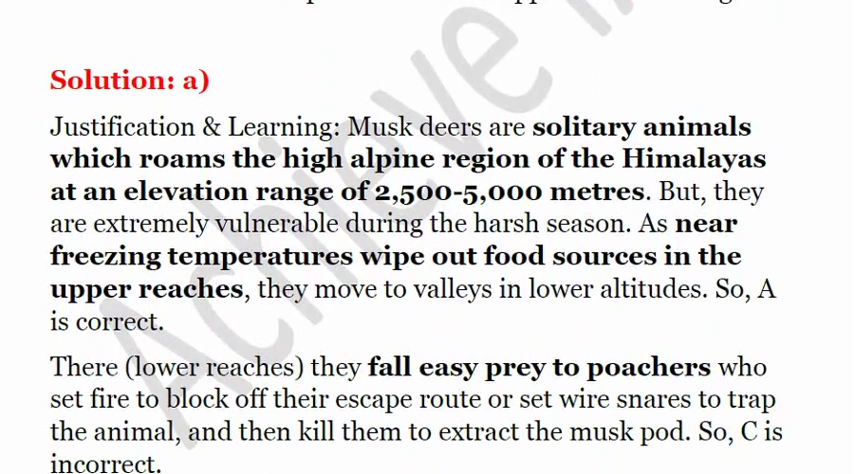 Solution: a)
Justification & Learning: Musk deers are solitary animals
which roams the high alpine region of the Himalayas
at an elevation range of 2,500-5,000 metres. But, they
are extremely vulnerable during the harsh season. As near
freezing temperatures wipe out food sources in the
upper reaches, they move to valleys in lower altitudes. So, A
is correct.
There (lower reaches) they fall easy prey to poachers who
set fire to block off their escape route or set wire snares to trap
the animal, and then kill them to extract the musk pod. So, C is
incorrect.
Achieve